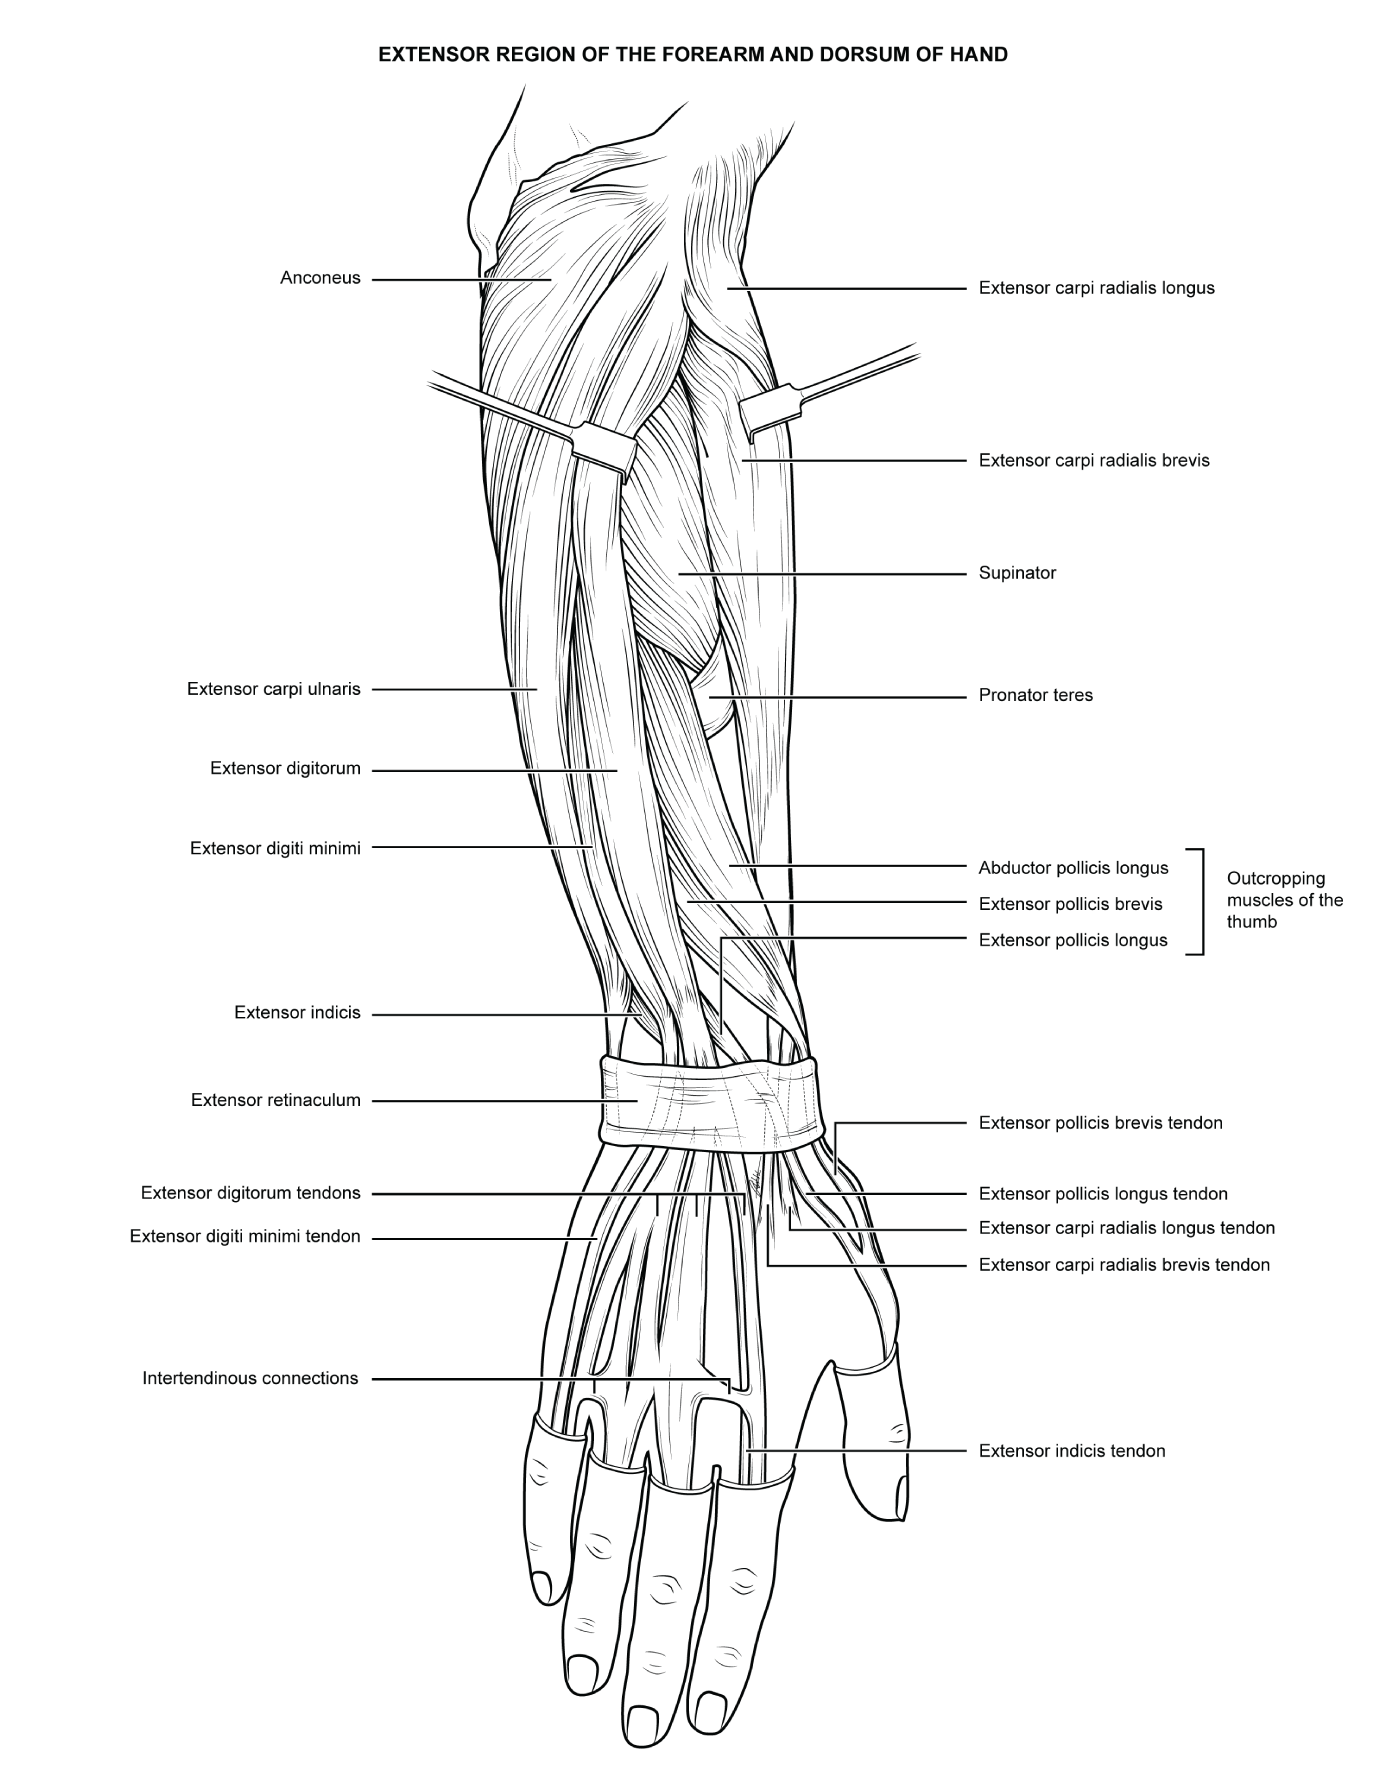 EXTENSOR REGION OF THE FOREARM AND DORSUM OF HAND
Anconeus
Extensor carpi radialis longus
Extensor carpi radialis brevis
Supinator
Extensor carpi ulnaris
Pronator teres
Extensor digitorum
Extensor digiti minimi
Abductor pollicis longus
Extensor pollicis brevis
Extensor pollicis longus
Outcropping
muscles of the
thumb
Extensor indicis
Extensor retinaculum
Extensor pollicis brevis tendon
Extensor digitorum tendons
Extensor pollicis longus tendon
Extensor digiti minimi tendon
Extensor carpi radialis longus tendon
Extensor carpi radialis brevis tendon
Intertendinous connections
Extensor indicis tendon